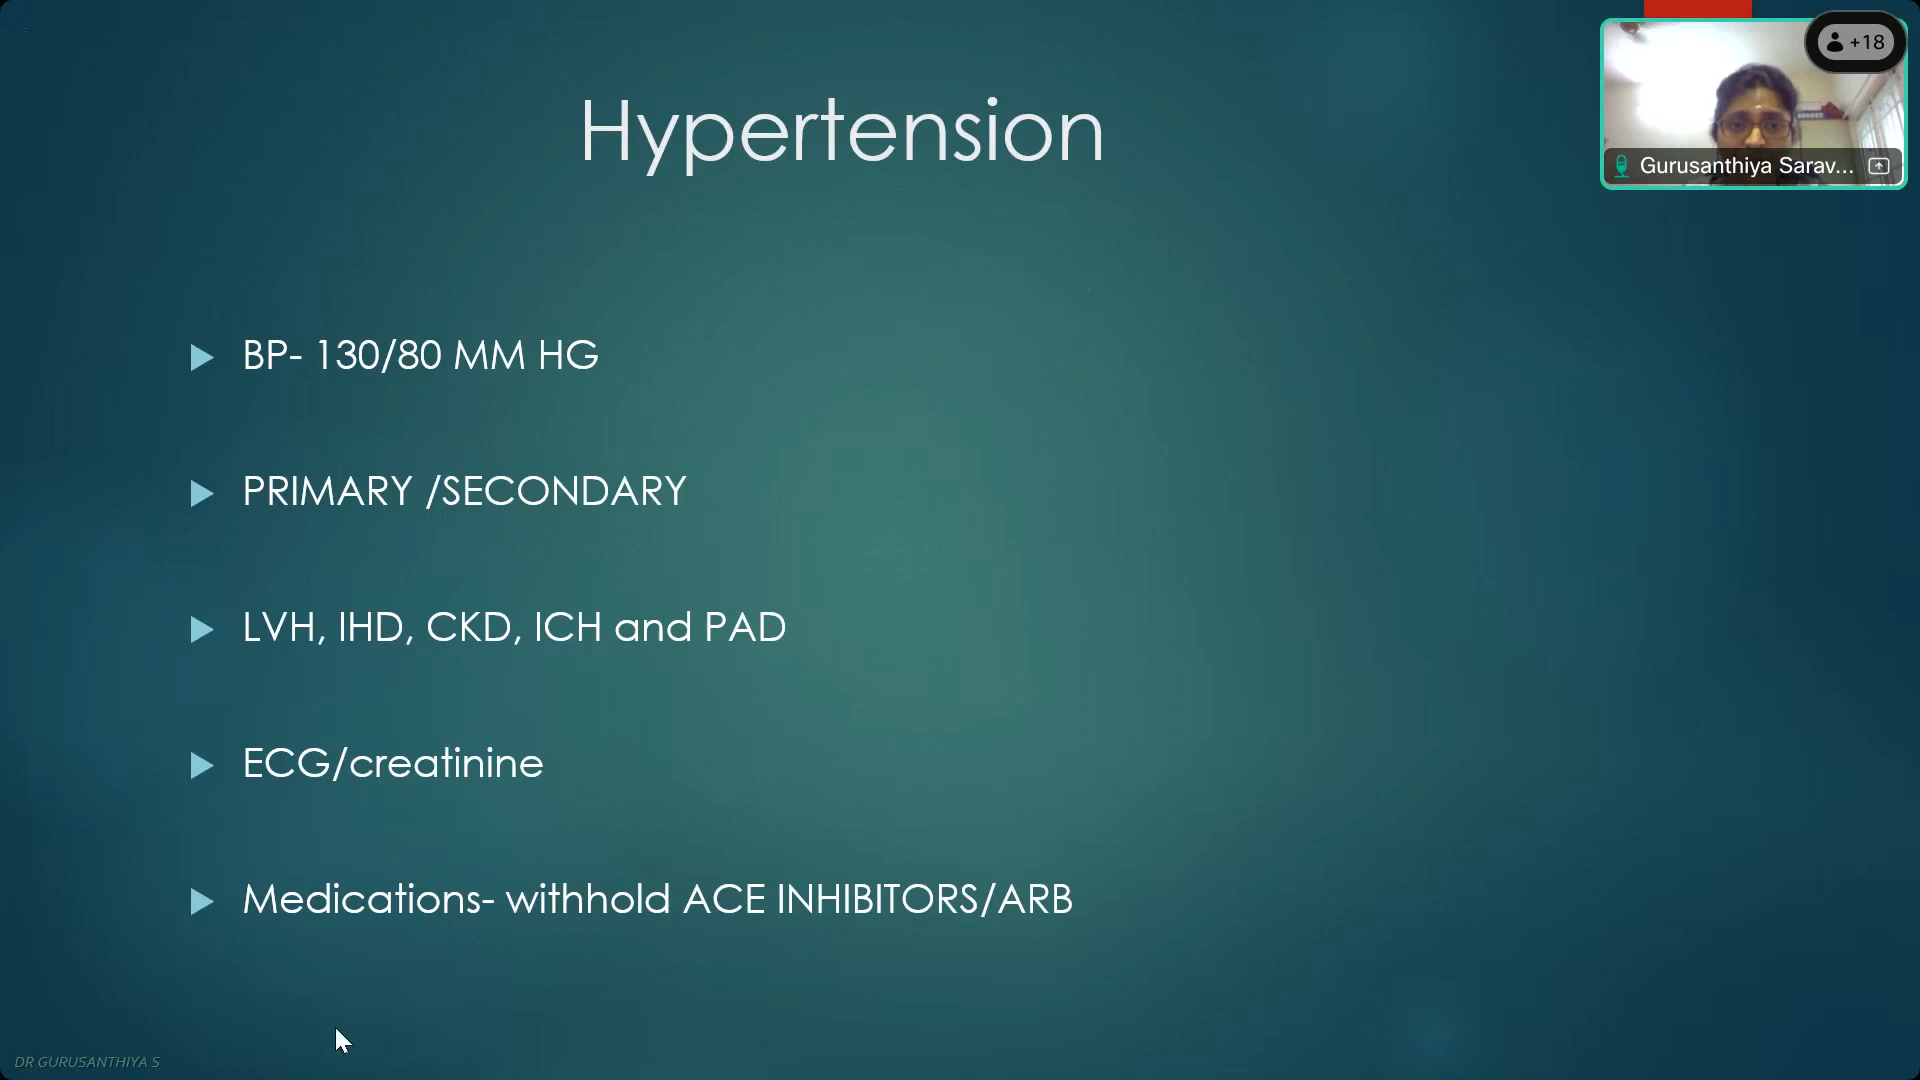 Hypertension
+18
Gurusanthiya Sarav...
BP- 130/80 MM HG
PRIMARY /SECONDARY
LVH, IHD, CKD, ICH and PAD
ECG/creatinine
Medications- withhold ACE INHIBITORS/ARB
DR GURUSANTHIYA S